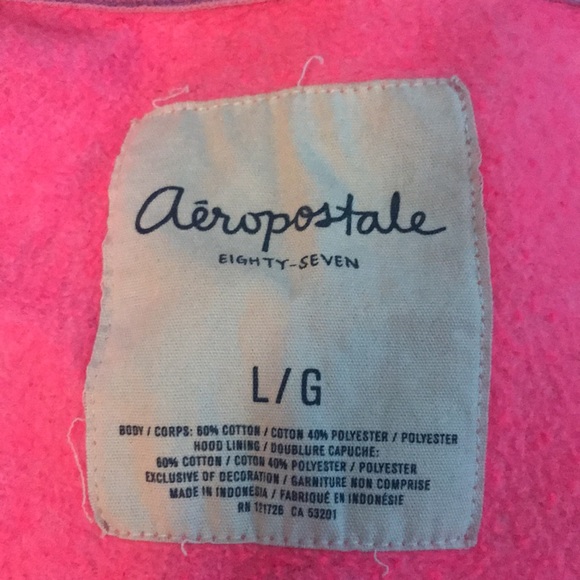 aéropostale
EIGHTY-SEVEN
L/G
BODY / CORPS: 60% COTTON / COTON 40% POLYESTER / POLYESTER
HOOD LINING / DOUBLURE CAPUCHE:
60% COTTON / COTON 40% POLYESTER / POLYESTER
EXCLUSIVE OF DECORATION / GARNITURE NON COMPRISE
MADE IN INDONESIA / FABRIQUÉ EN INDONÉSIE
RN 121726 CA 53201